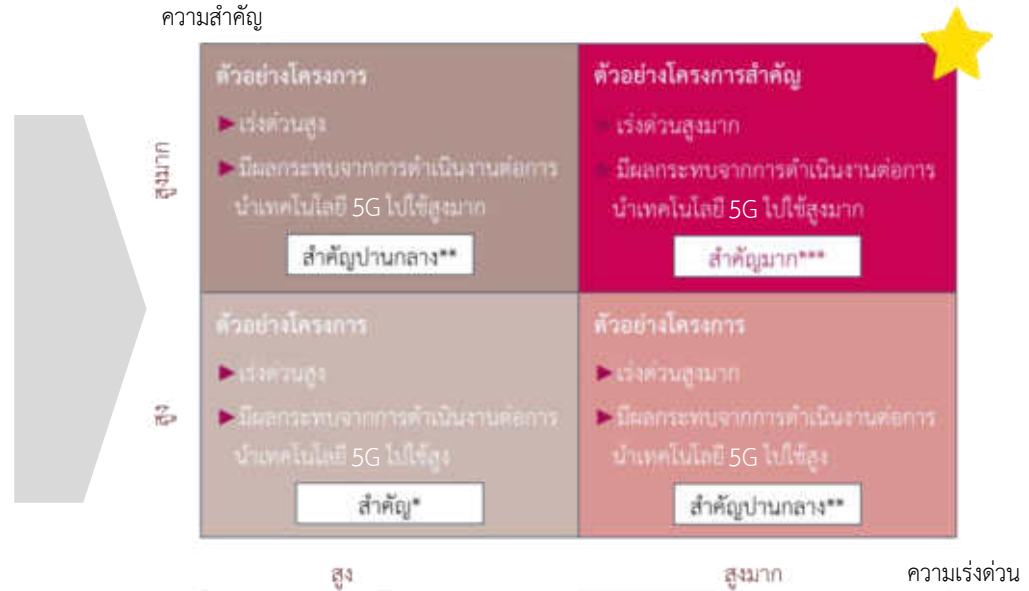 ความสำคัญ
สูงมาก
ตัวอย่างโครงการ
เร่งด่วนสูง
มีผลกระทบจากการดำเนินงานต่อการ
นำเทคโนโลยี 5G ไปใช้สูงมาก
สำคัญปานกลาง**
ตัวอย่างโครงการสำคัญ
เร่งด่วนสูงมาก
มีผลกระทบจากการดำเนินงานต่อการ
นำเทคโนโลยี 5G ไปใช้สูงมาก
สำคัญมาก***
สูง
ตัวอย่างโครงการ
เร่งด่วนสูง
มีผลกระทบจากการดำเนินงานต่อการ
นำเทคโนโลยี 5G ไปใช้สูง
สำคัญ*
ตัวอย่างโครงการ
เร่งด่วนสูงมาก
มีผลกระทบจากการดำเนินงานต่อการ
นำเทคโนโลยี 5G ไปใช้สูง
สำคัญปานกลาง**
สูง
สูงมาก
ความเร่งด่วน